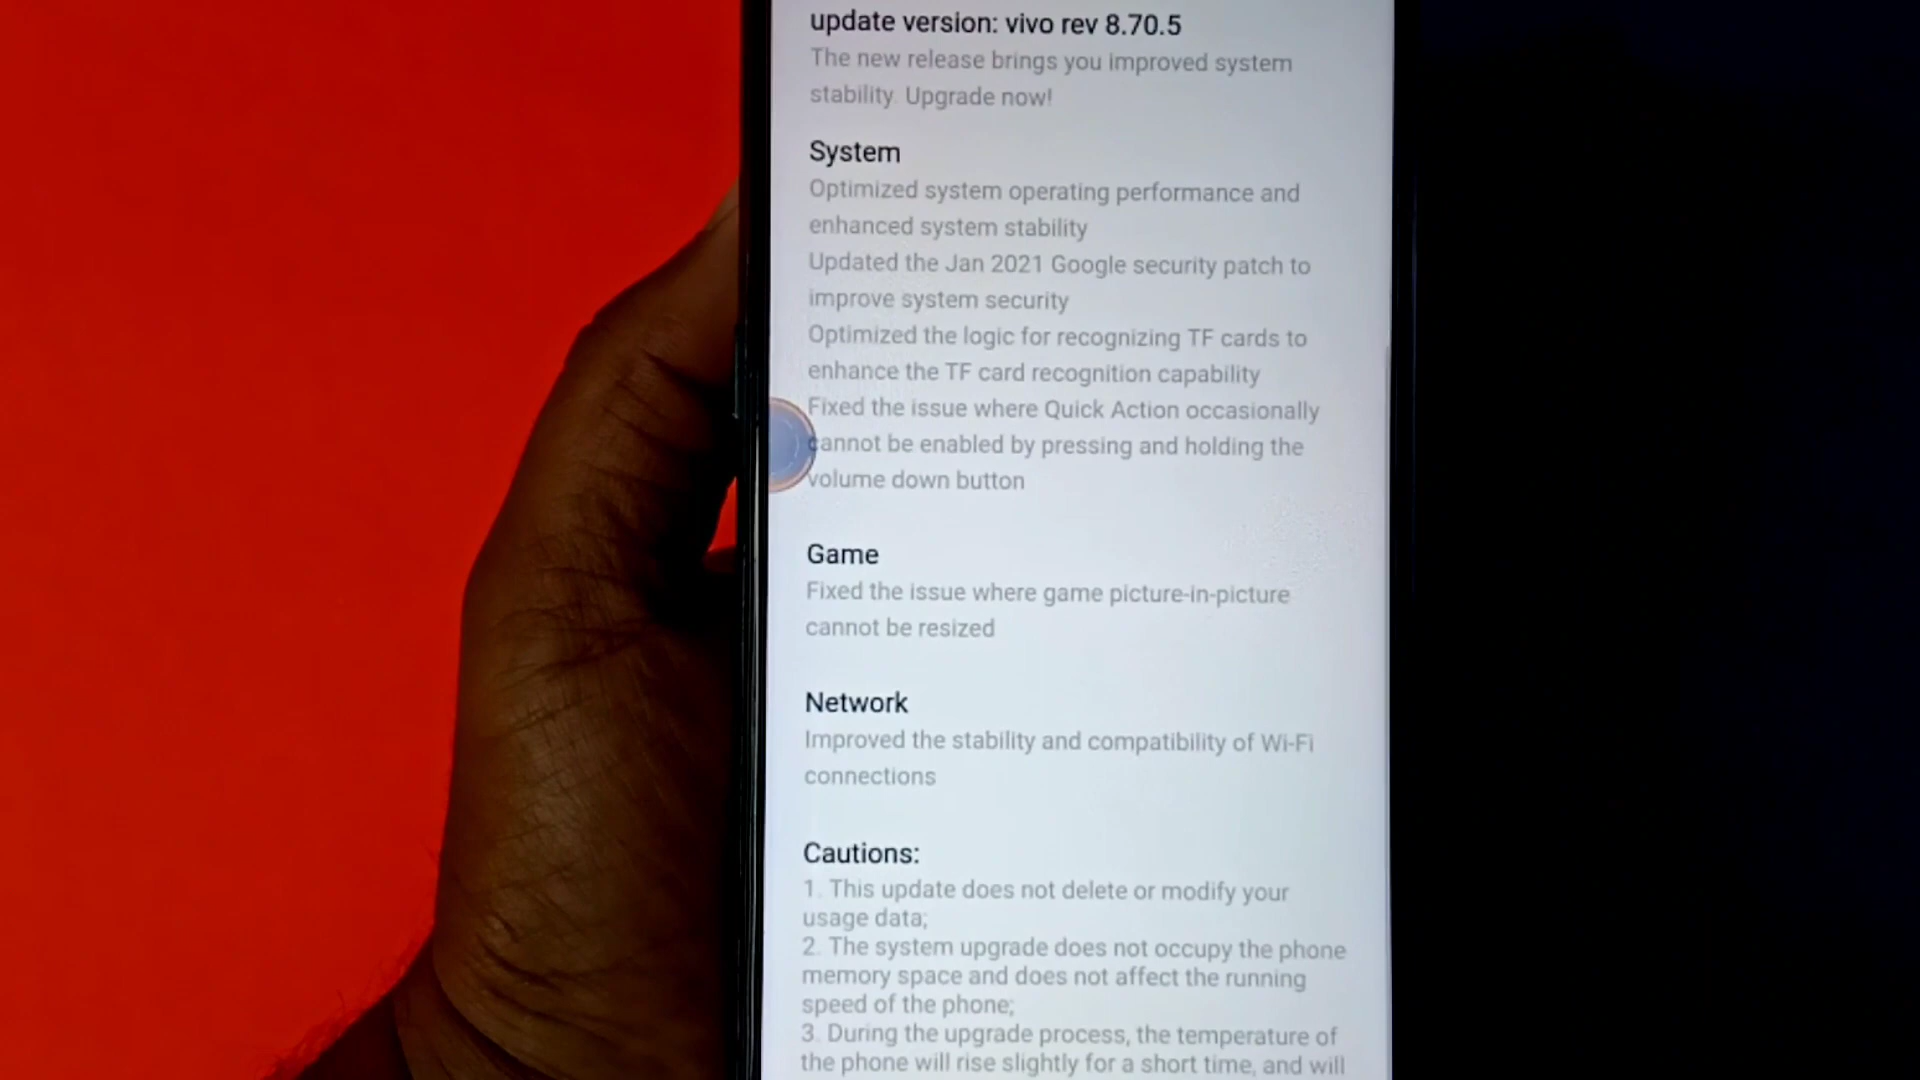 update version: vivo rev 8.70.5
The new release brings you improved system
stability. Upgrade now!
System
Optimized system operating performance and
enhanced system stability
Updated the Jan 2021 Google security patch to
improve system security
Optimized the logic for recognizing TF cards to
enhance the TF card recognition capability
Fixed the issue where Quick Action occasionally
cannot be enabled by pressing and holding the
volume down button
Game
Fixed the issue where game picture-in-picture
cannot be resized
Network
Improved the stability and compatibility of Wi-Fi
connections
Cautions:
1. This update does not delete or modify your
usage data;
2. The system upgrade does not occupy the phone
memory space and does not affect the running
speed of the phone;
3. During the upgrade process, the temperature of
the phone will rise slightly for a short time, and will